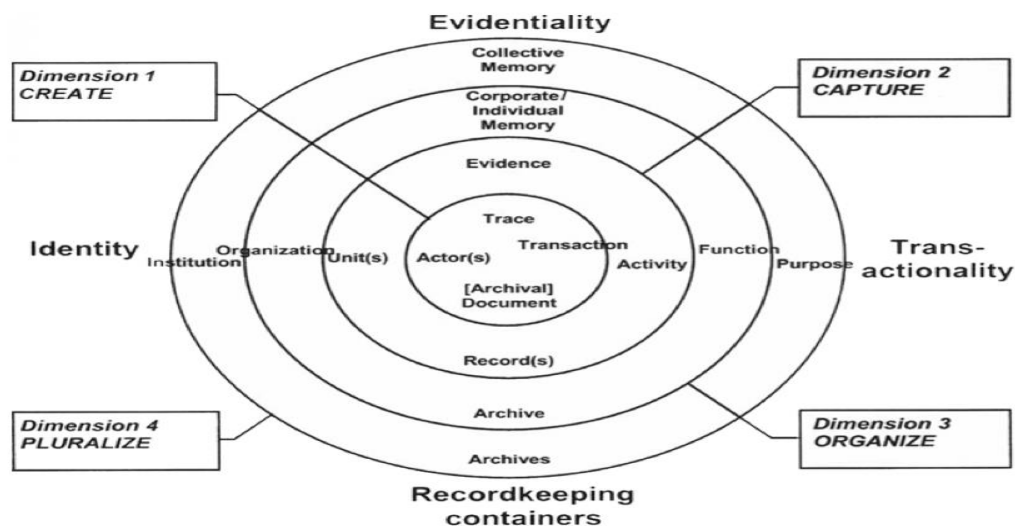 Evidentiality
Collective
Memory
Dimension 1
CREATE
Dimension 2
CAPTURE
Corporate/
Individual
Memory
Evidence
Trace
Identity
Institution
Organization
Unit(s)
Actor(s)
Transaction
Activity
Function
Purpose
Trans-
actionality
[Archival]
Document
Record(s)
Archive
Archives
Dimension 4
PLURALIZE
Dimension 3
ORGANIZE
Recordkeeping
containers